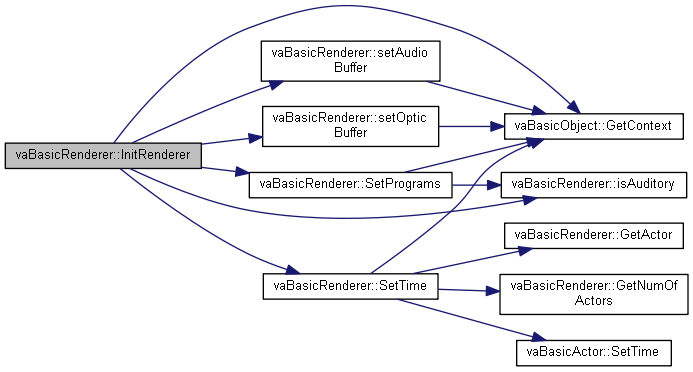 vaBasicRenderer::InitRenderer
vaBasicRenderer::setAudio
Buffer
vaBasicRenderer::setOptic
Buffer
vaBasicRenderer::SetPrograms
vaBasicRenderer::SetTime
vaBasicObject::GetContext
vaBasicRenderer::isAuditory
vaBasicRenderer::GetActor
vaBasicRenderer::GetNumOf
Actors
vaBasicActor::SetTime